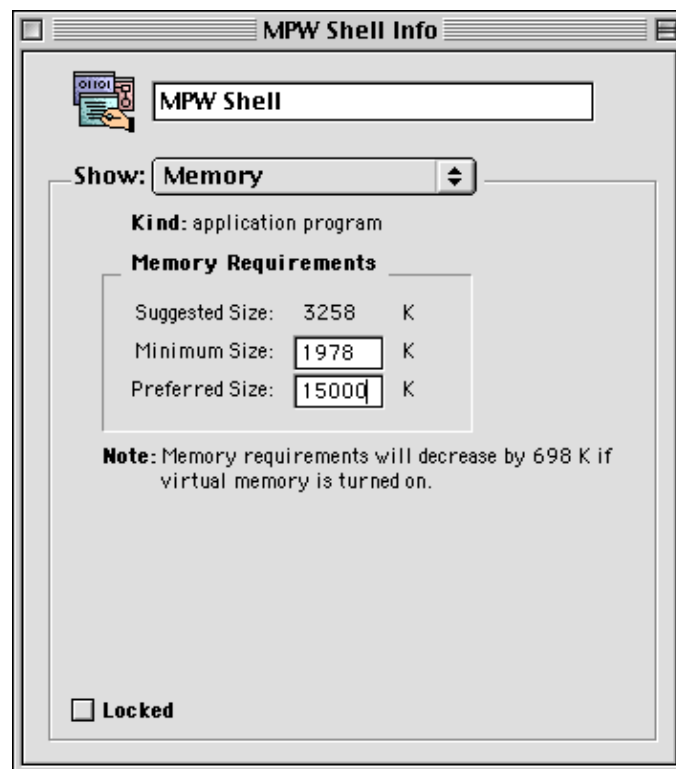 MPW Shell Info
01101
MPW Shell
Show: Memory
Kind: application program
Memory Requirements
Suggested Size: 3258 K
Minimum Size: 1978 K
Preferred Size: 15000 K
Note: Memory requirements will decrease by 698 K if
virtual memory is turned on.
Locked